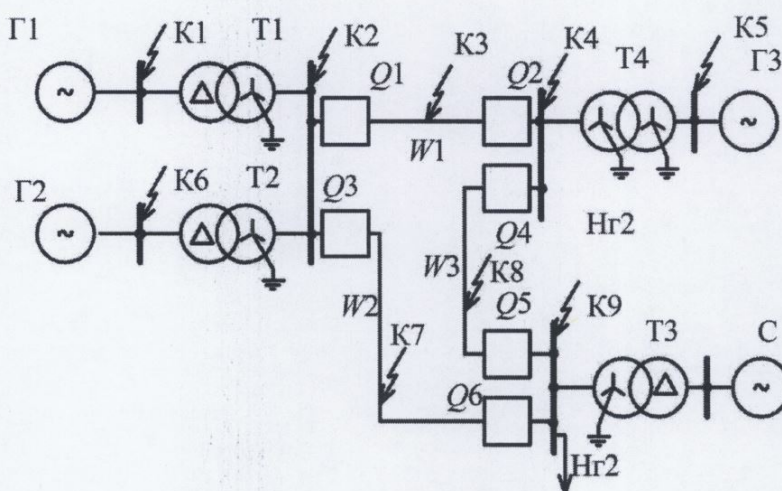 Г1
К1
Т1
К2
К3
К4
Т4
К5
Г3
Q1
Q2
~
~
W1
Г2
К6
Т2
Q3
Q4
Нг2
~
W3
К8
W2
К7
Q5
К9
Т3
С
Q6
~
Нг2